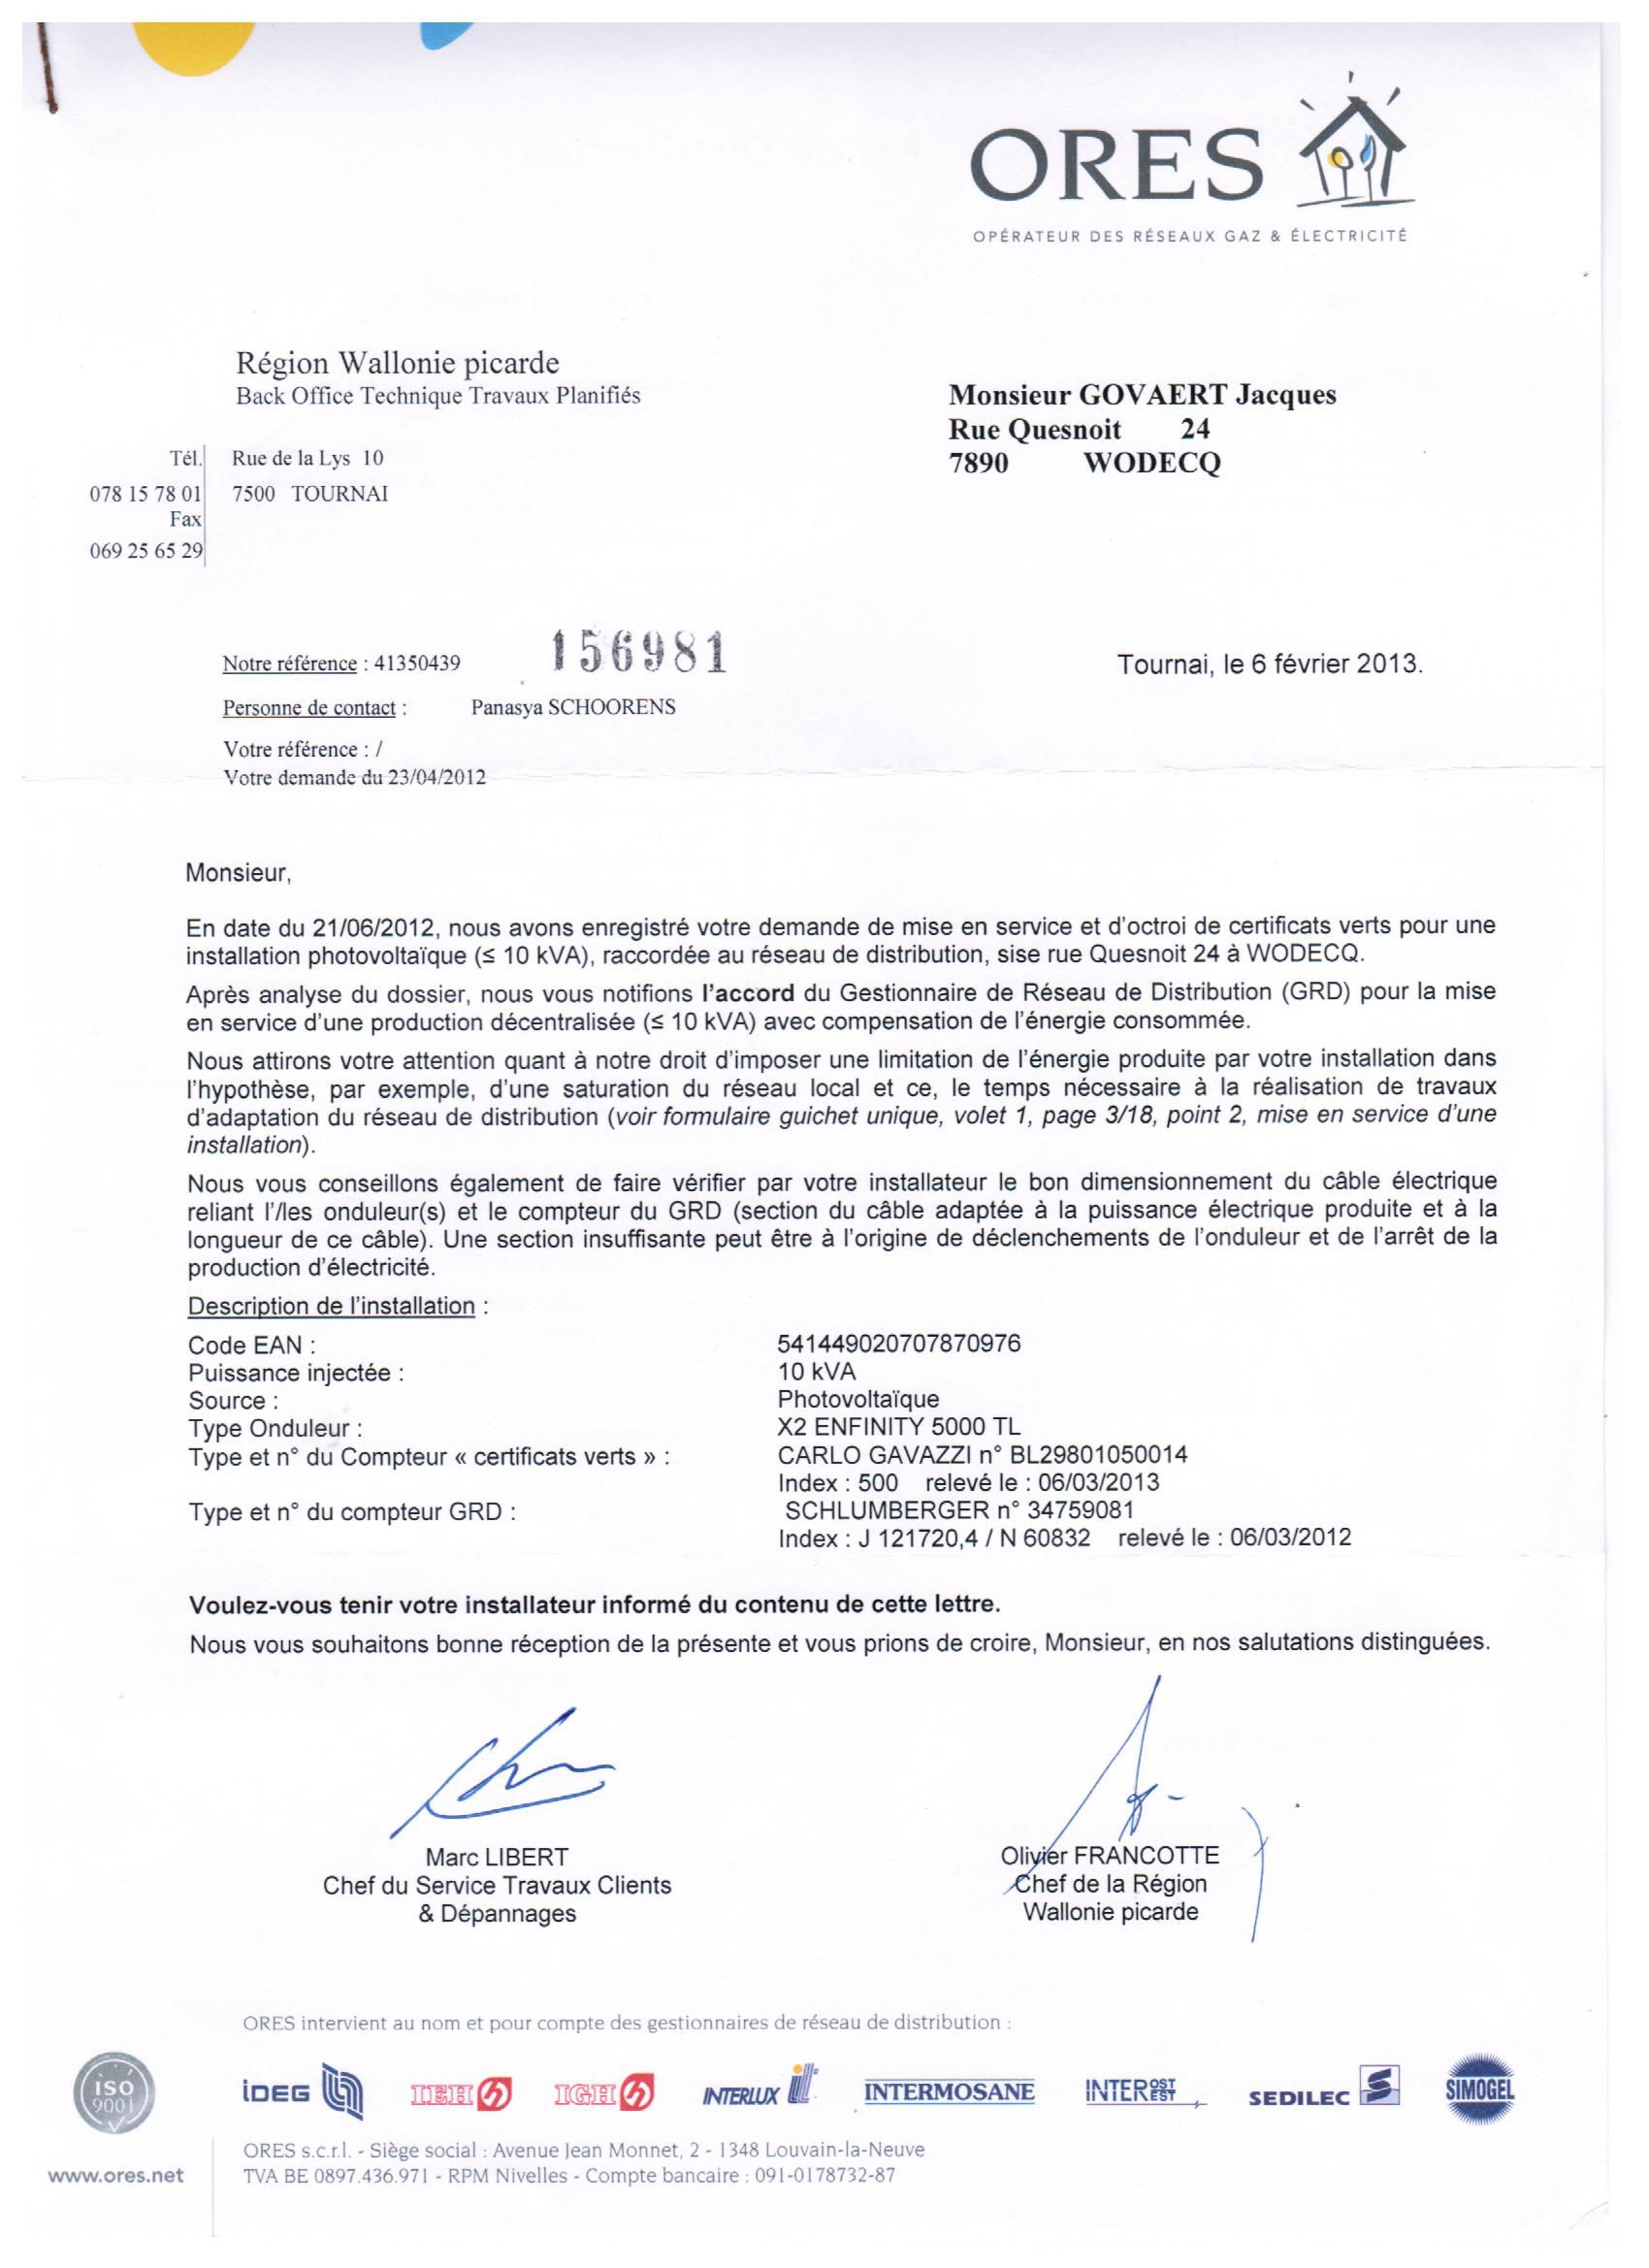 ORES
OPÉRATEUR DES RÉSEAUX GAZ & ÉLECTRICITÉ
Région Wallonie picarde
Back Office Technique Travaux Planifiés
Monsieur GOVAERT Jacques
Rue Quesnoit 24
7890 WODECQ
Tél. Rue de la Lys 10
078 15 78 01 7500 TOURNAI
Fax
069 25 65 29
156981
Notre référence : 41350439
Tournai, le 6 février 2013.
Personne de contact : Panasya SCHOORENS
Votre référence : /
Votre demande du 23/04/2012
Monsieur,
En date du 21/06/2012, nous avons enregistré votre demande de mise en service et d'octroi de certificats verts pour une
installation photovoltaïque (≤ 10 kVA), raccordée au réseau de distribution, sise rue Quesnoit 24 à WODECQ.
Après analyse du dossier, nous vous notifions l'accord du Gestionnaire de Réseau de Distribution (GRD) pour la mise
en service d'une production décentralisée (≤ 10 kVA) avec compensation de l'énergie consommée.
Nous attirons votre attention quant à notre droit d'imposer une limitation de l'énergie produite par votre installation dans
l'hypothèse, par exemple, d'une saturation du réseau local et ce, le temps nécessaire à la réalisation de travaux
d'adaptation du réseau de distribution (voir formulaire guichet unique, volet 1, page 3/18, point 2, mise en service d'une
installation).
Nous vous conseillons également de faire vérifier par votre installateur le bon dimensionnement du câble électrique
reliant l'/les onduleur(s) et le compteur du GRD (section du câble adaptée à la puissance électrique produite et à la
longueur de ce câble). Une section insuffisante peut être à l'origine de déclenchements de l'onduleur et de l'arrêt de la
production d'électricité.
Description de l'installation :
Code EAN : 541449020707870976
Puissance injectée : 10 kVA
Source : Photovoltaïque
Type Onduleur : X2 ENFINITY 5000 TL
Type et n° du Compteur « certificats verts » : CARLO GAVAZZI n° BL29801050014
Index : 500 relevé le : 06/03/2013
Type et n° du compteur GRD : SCHLUMBERGER n° 34759081
Index : J 121720,4 / N 60832 relevé le : 06/03/2012
Voulez-vous tenir votre installateur informé du contenu de cette lettre.
Nous vous souhaitons bonne réception de la présente et vous prions de croire, Monsieur, en nos salutations distinguées.
Marc LIBERT
Chef du Service Travaux Clients
& Dépannages
Olivier FRANCOTTE
Chef de la Région
Wallonie picarde
ORES intervient au nom et pour compte des gestionnaires de réseau de distribution :
ISO
9001
IDEG
IEH
IGH
INTERLUX
INTERMOSANE
INTEREST OST
SEDILEC
SIMOGEL
ORES s.c.r.l. - Siège social : Avenue Jean Monnet, 2 - 1348 Louvain-la-Neuve
www.ores.net
TVA BE 0897.436.971 - RPM Nivelles - Compte bancaire : 091-0178732-87